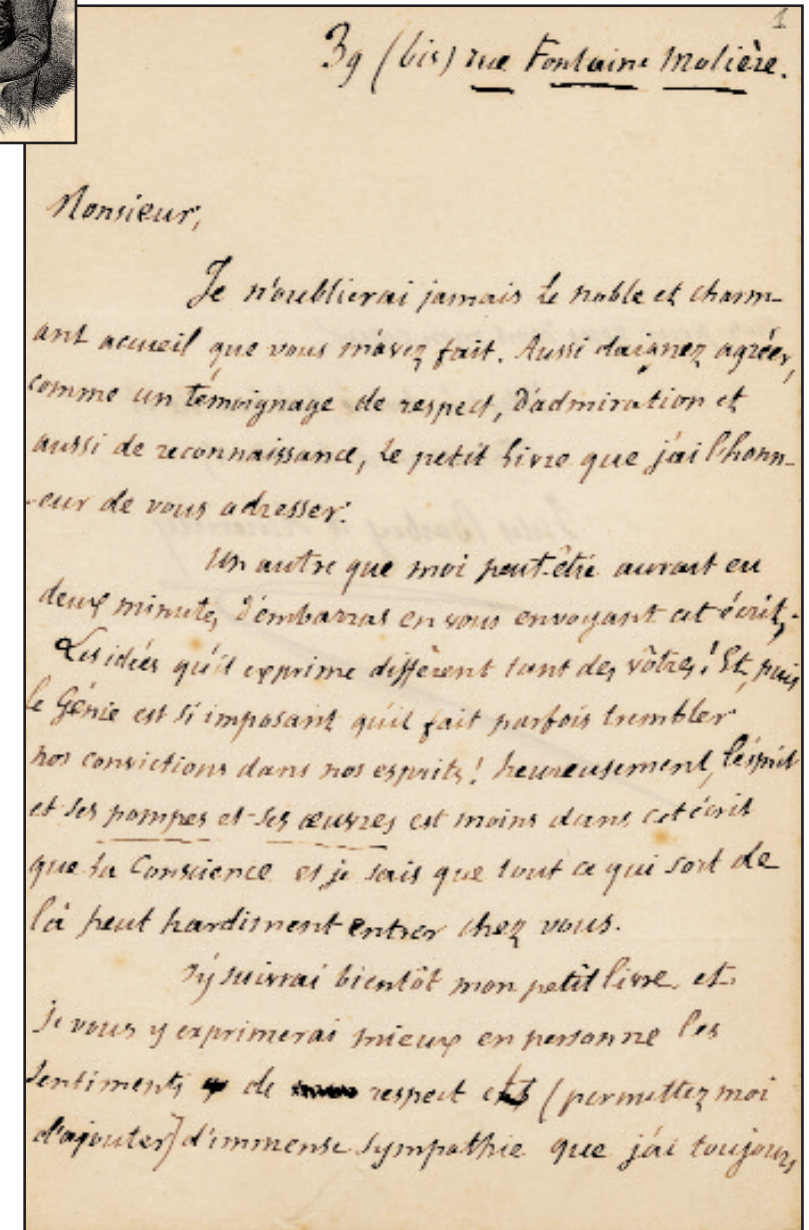 1
39 (bis) rue Fontaine Molière.
Monsieur,
Je n'oublierai jamais le noble et charm-
ant accueil que vous m'avez fait. Aussi daignez agréer,
comme un témoignage de respect, d'admiration et
aussi de reconnaissance, le petit livre que j'ai l'honn-
-eur de vous adresser.
Un autre que moi peut-être aurait eu
deux minutes d'embarras en vous envoyant cet écrit,
Les idées qu'il exprime diffèrent tant des vôtres! Et, puis
le Génie est si imposant qu'il fait parfois trembler
nos convictions dans nos esprits! heureusement, l'esprit
et ses pompes et ses œuvres est moins dans cet écrit
que la Conscience et je sais que tout ce qui sort de
là peut hardiment entrer chez vous.
J'y suivrai bientôt mon petit livre et
je vous y exprimerai mieux en personne les
sentiments de respect et (permettez moi
d'ajouter) d'immense sympathie que j'ai toujours